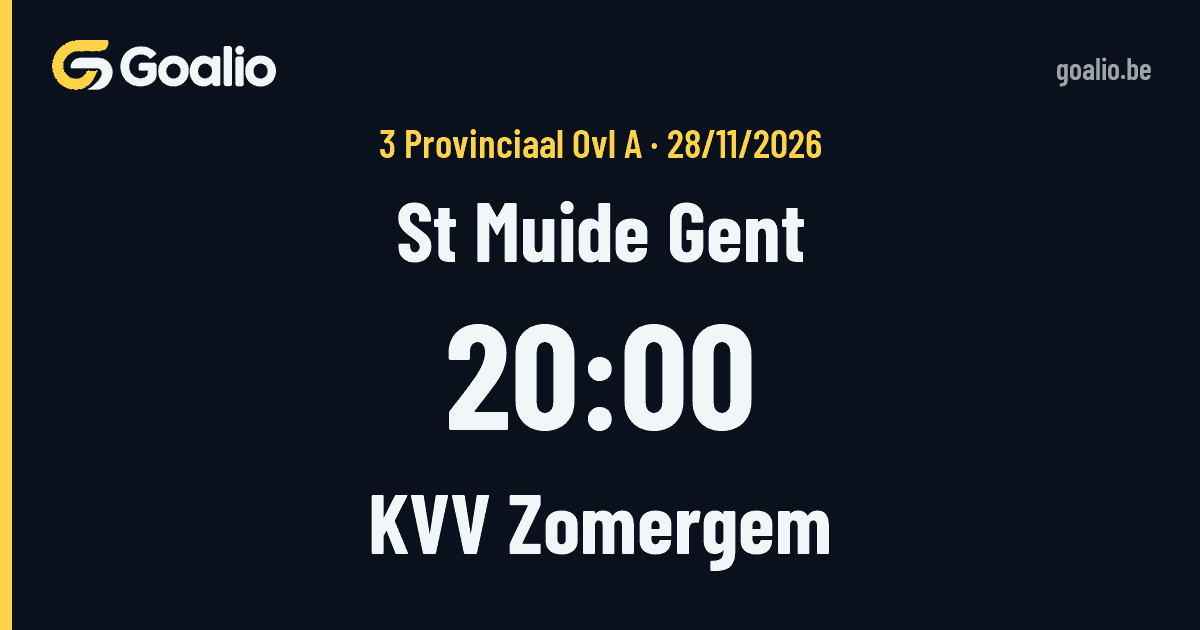 Goalio
goalio.be
3 Provinciaal Ovl A · 28/11/2026
St Muide Gent
20:00
KVV Zomergem